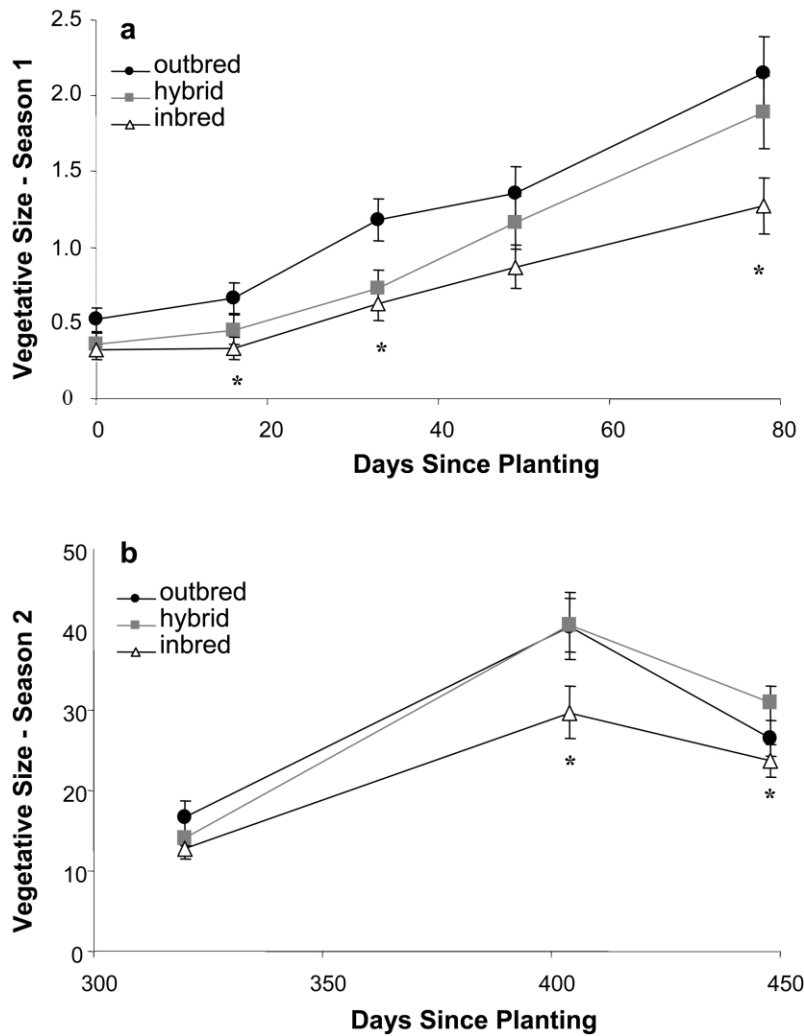 a
outbred
hybrid
inbred
Vegetative Size - Season 1
2.5
2.0
1.5
1.0
0.5
0
*
*
*
0 20 40 60 80
Days Since Planting
b
outbred
hybrid
inbred
Vegetative Size - Season 2
50
40
30
20
10
0
*
*
300 350 400 450
Days Since Planting